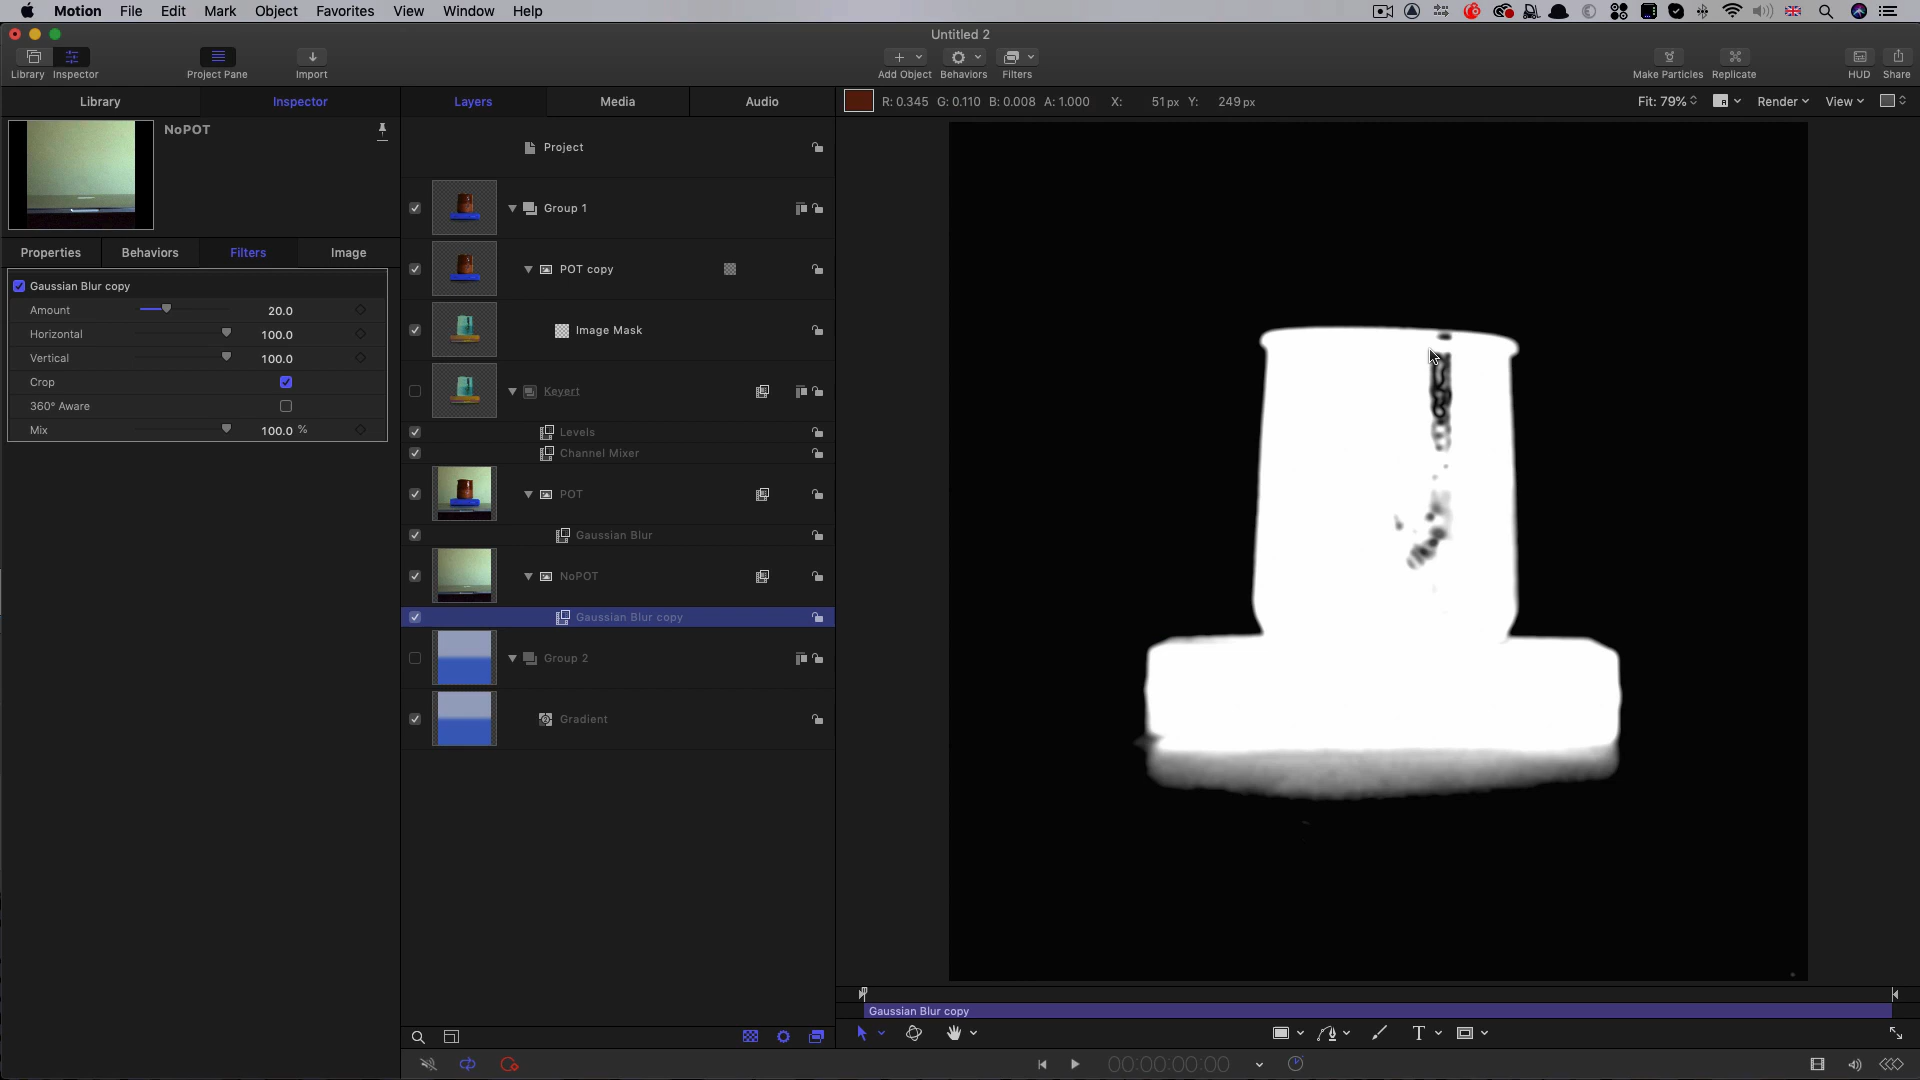 Motion File Edit Mark Object Favorites View Window Help
Untitled 2
Library Inspector Project Pane Import Add Object Behaviors Filters Make Particles Replicate HUD Share
Library Inspector Layers Media Audio R: 0.345 G: 0.110 B: 0.008 A: 1.000 X: 51 px Y: 249 px Fit: 79% Render View
NoPOT
Properties Behaviors Filters Image
Gaussian Blur copy
Amount 20.0
Horizontal 100.0
Vertical 100.0
Crop
360° Aware
Mix 100.0 %
Project
Group 1
POT copy
Image Mask
Keyert
Levels
Channel Mixer
POT
Gaussian Blur
NoPOT
Gaussian Blur copy
Group 2
Gradient
Gaussian Blur copy
T
00:00:00:00